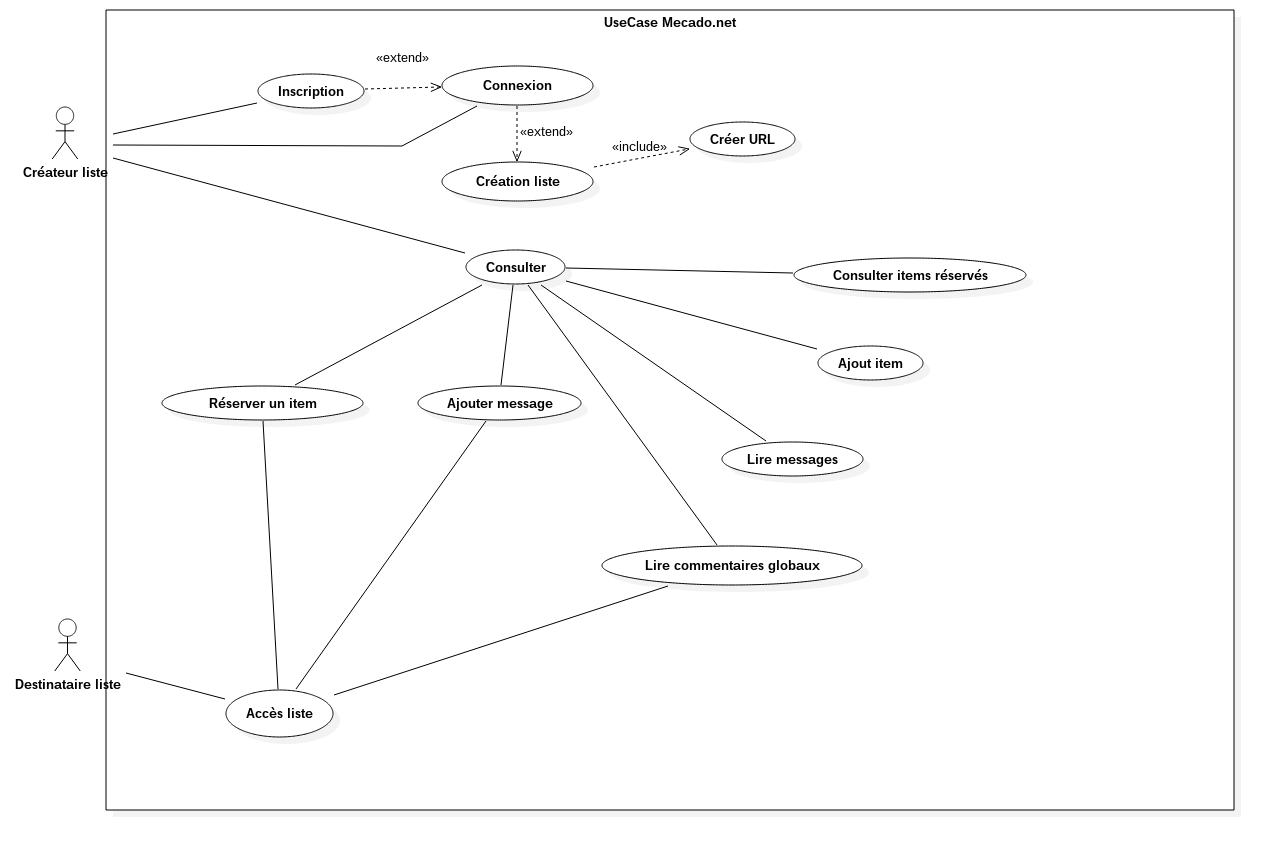 UseCase Mecado.net
«extend»
Inscription
Connexion
Créateur liste
«extend»
«include»
Créer URL
Création liste
Consulter
Consulter items réservés
Ajout item
Réserver un item
Ajouter message
Lire messages
Lire commentaires globaux
Destinataire liste
Accès liste